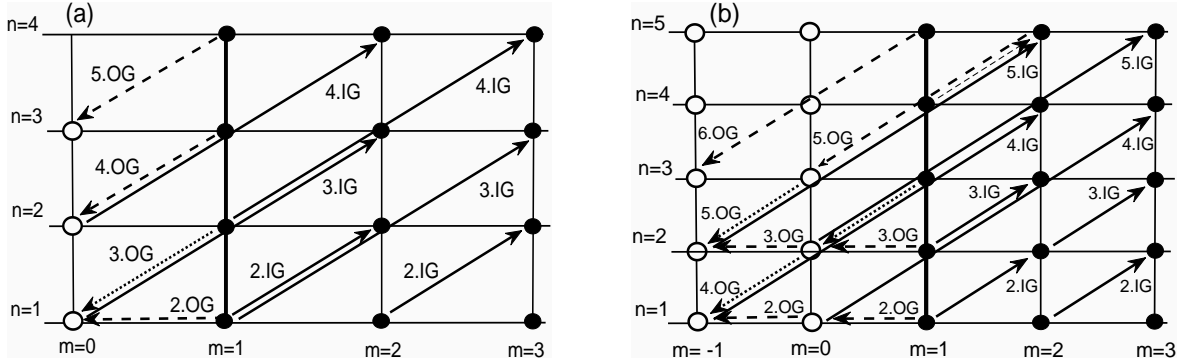 (a)
n=4
5.OG
4.IG
4.IG
n=3
4.OG
3.IG
3.IG
n=2
3.OG
2.IG
2.IG
2.OG
n=1
m=0
m=1
m=2
m=3
(b)
n=5
5.IG
5.IG
n=4
6.OG
5.OG
4.IG
4.IG
n=3
3.IG
3.IG
5.OG
3.OG
3.OG
n=2
4.OG
2.IG
2.IG
2.OG
2.OG
n=1
m= -1
m=0
m=1
m=2
m=3